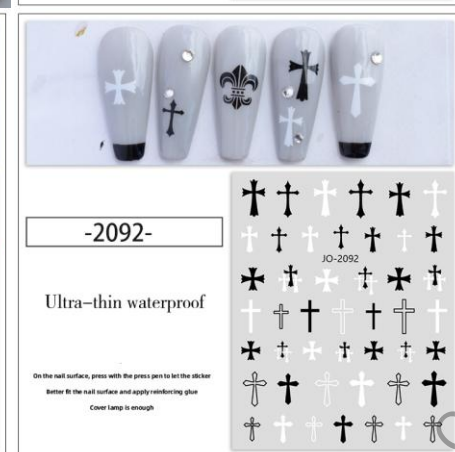 -2092-
JO-2092
Ultra-thin waterproof
On the nail surface, press with the press pen to let the sticker
Better fit the nail surface and apply reinforcing glue
Cover lamp is enough